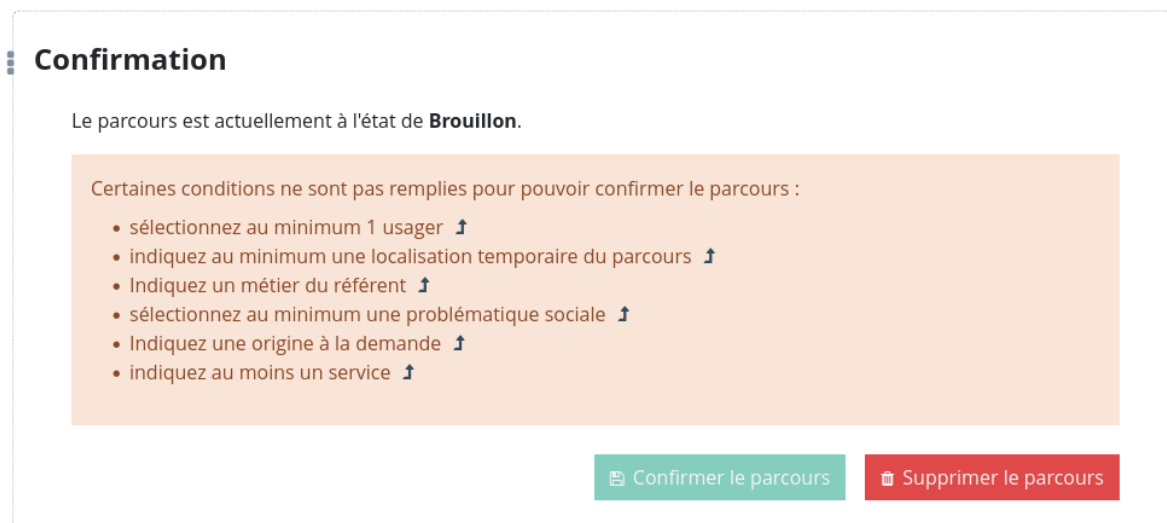 Confirmation
Le parcours est actuellement à l'état de Brouillon.
Certaines conditions ne sont pas remplies pour pouvoir confirmer le parcours :
sélectionnez au minimum 1 usager
indiquez au minimum une localisation temporaire du parcours
Indiquez un métier du référent
sélectionnez au minimum une problématique sociale
Indiquez une origine à la demande
indiquez au moins un service
Confirmer le parcours
Supprimer le parcours